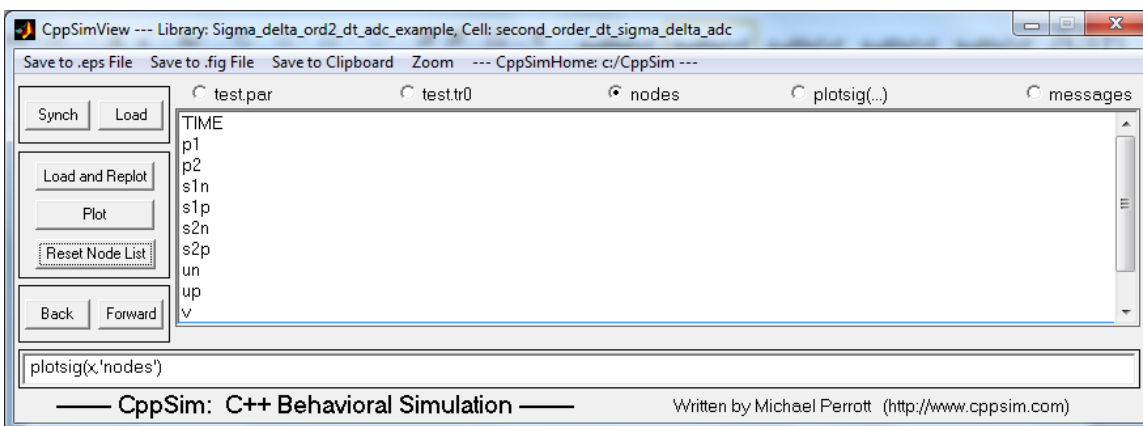 CppSimView --- Library: Sigma_delta_ord2_dt_adc_example, Cell: second_order_dt_sigma_delta_adc
Save to .eps File Save to .fig File Save to Clipboard Zoom --- CppSimHome: c:/CppSim ---
test.par test.tr0 nodes plotsig(...) messages
Synch Load
Load and Replot
Plot
Reset Node List
Back Forward
TIME
p1
p2
s1n
s1p
s2n
s2p
un
up
v
plotsig(x,'nodes')
CppSim: C++ Behavioral Simulation
Written by Michael Perrott (http://www.cppsim.com)